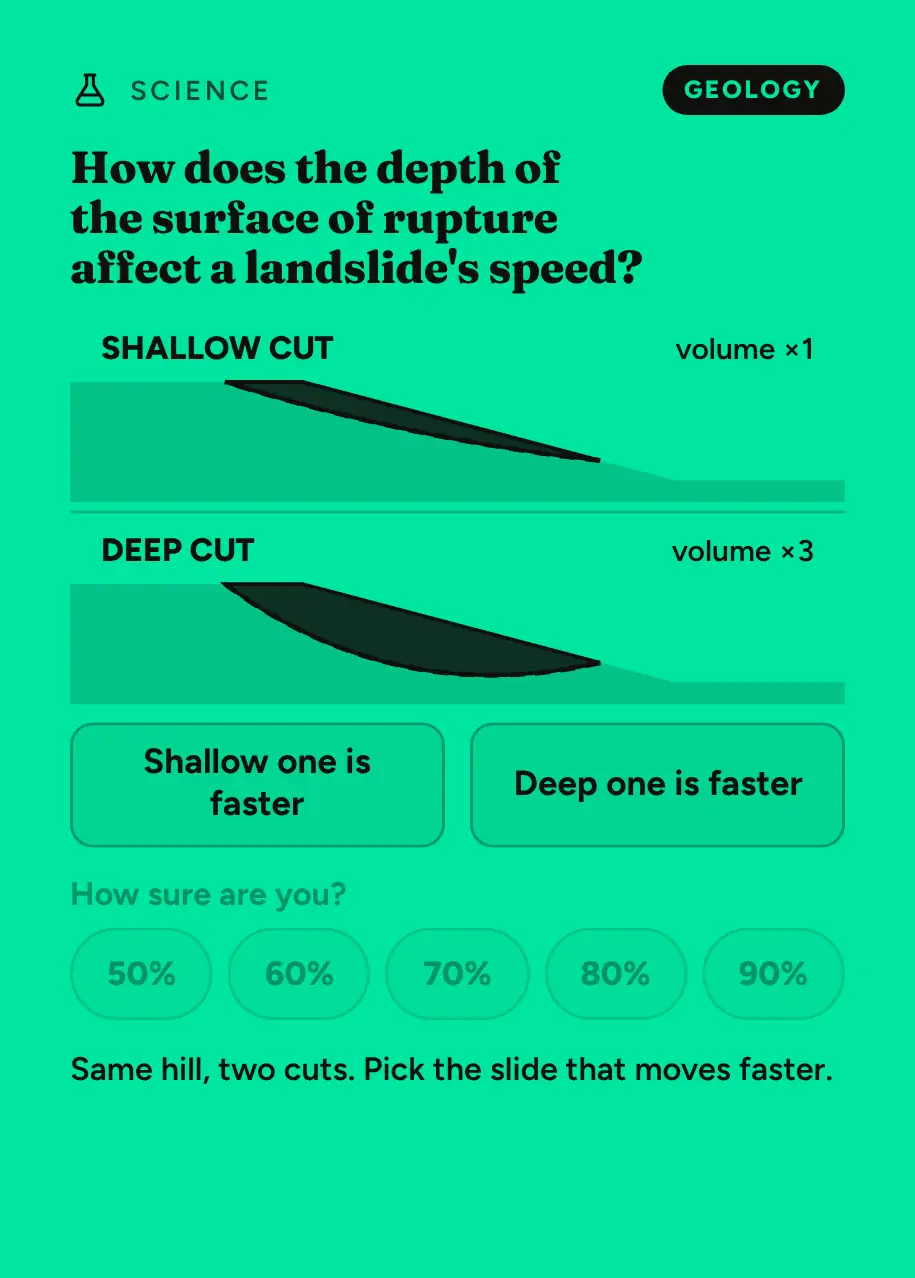 SCIENCE
GEOLOGY
How does the depth of
the surface of rupture
affect a landslide's speed?
SHALLOW CUT
volume ×1
DEEP CUT
volume ×3
Shallow one is
faster
Deep one is faster
How sure are you?
50%
60%
70%
80%
90%
Same hill, two cuts. Pick the slide that moves faster.